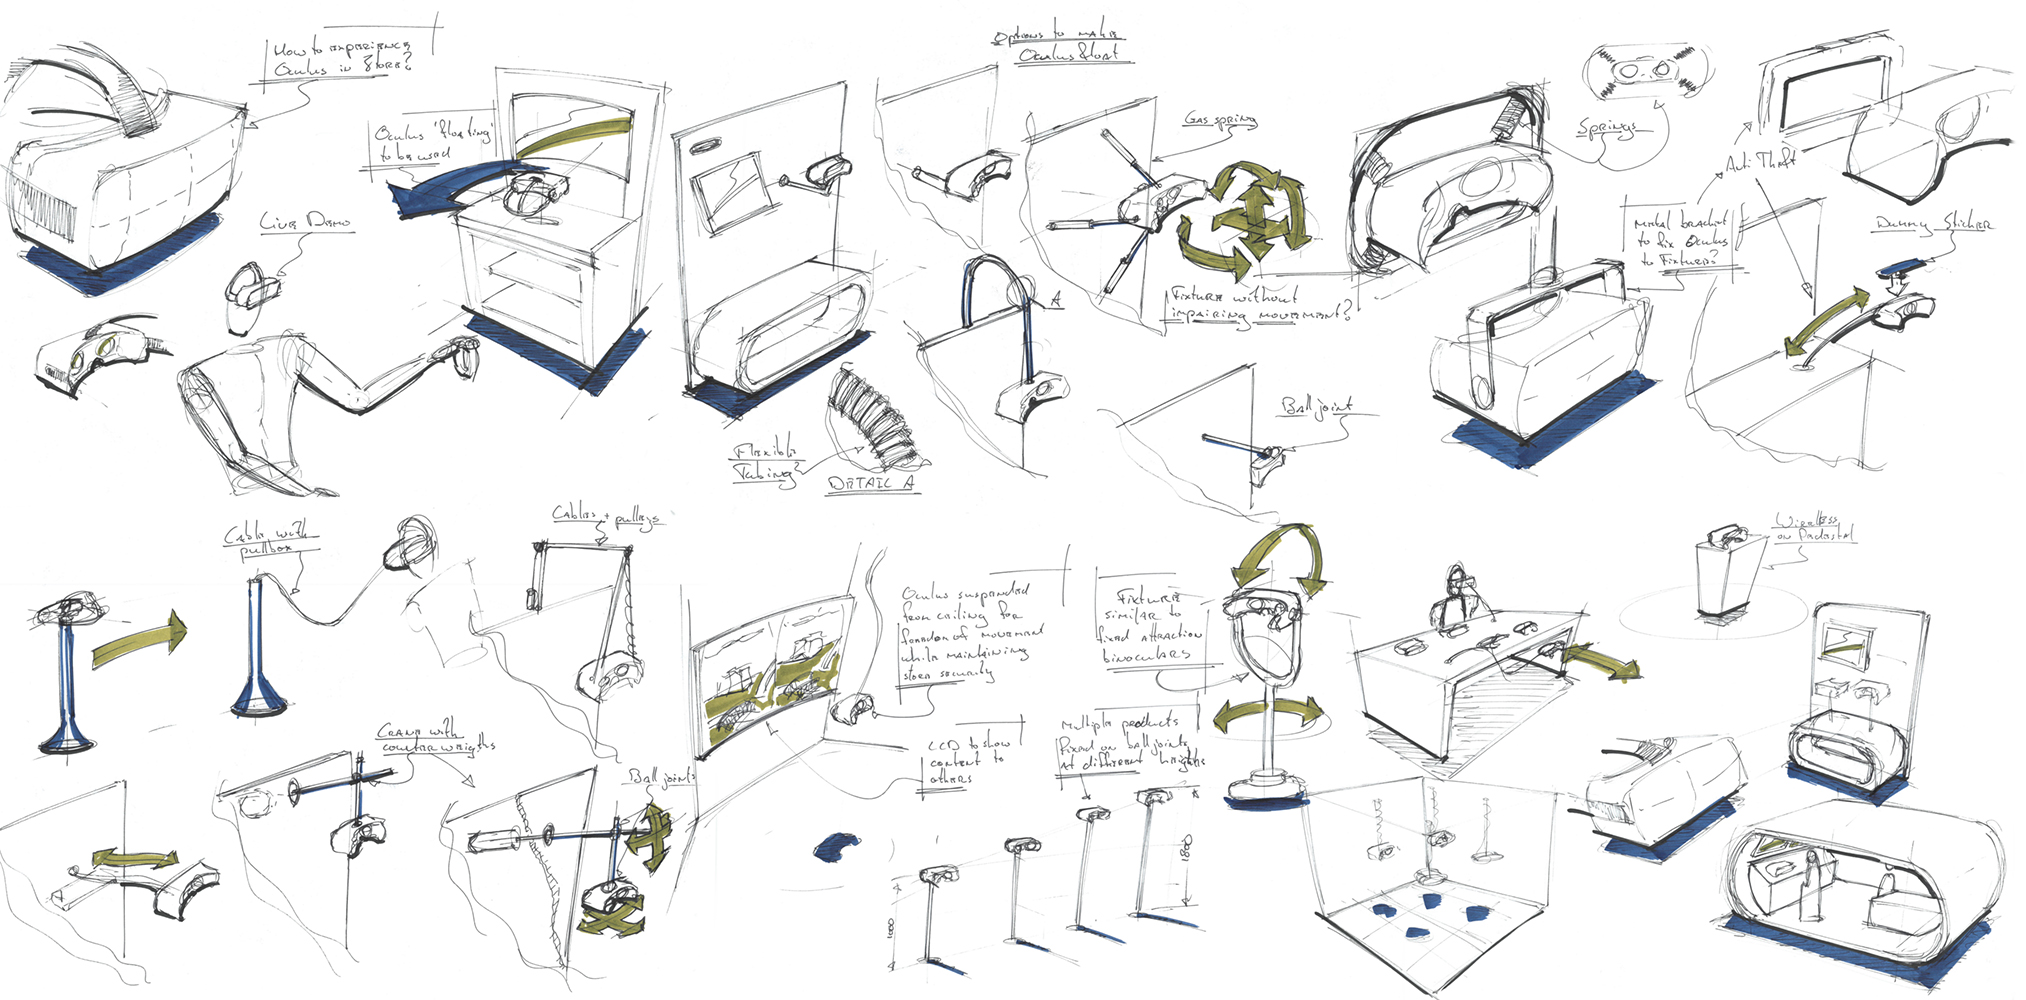 How to experience
Oculus in Store?
Oculus 'floating'
to be used
Live Demo
Options to make
Oculus float
Gas spring
Springs
Anti Theft
Metal bracket
to fix Oculus
to Fixtures?
Dummy Sticker
Fixture without
impairing movement?
A
Flexible
Tubing?
DETAIL A
Ball joint
Cable with
pullbox
Cables + pulleys
Crane with
counterweigths
Ball joints
Oculus suspended
from ceiling for
freedom of movement
while maintaining
store security
LCD to show
content to
others
Fixture
similar to
fixed attraction
binoculars
Multiple products
fixed on ball joints
at different heights
1000
1800
Wireless
on Pedestal